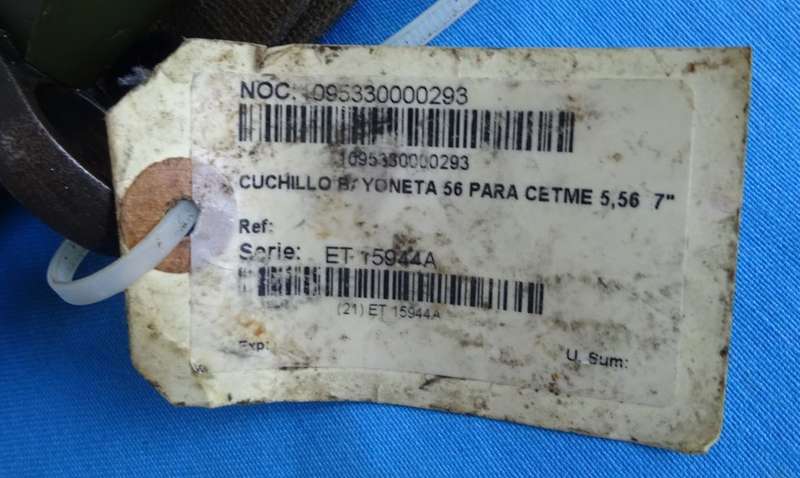 NOC: 1095330000293
1095330000293
CUCHILLO BAYONETA 56 PARA CETME 5,56 7"
Ref:
Serie: ET 15944A
(21) ET 15944A
Exp: U. Sum: